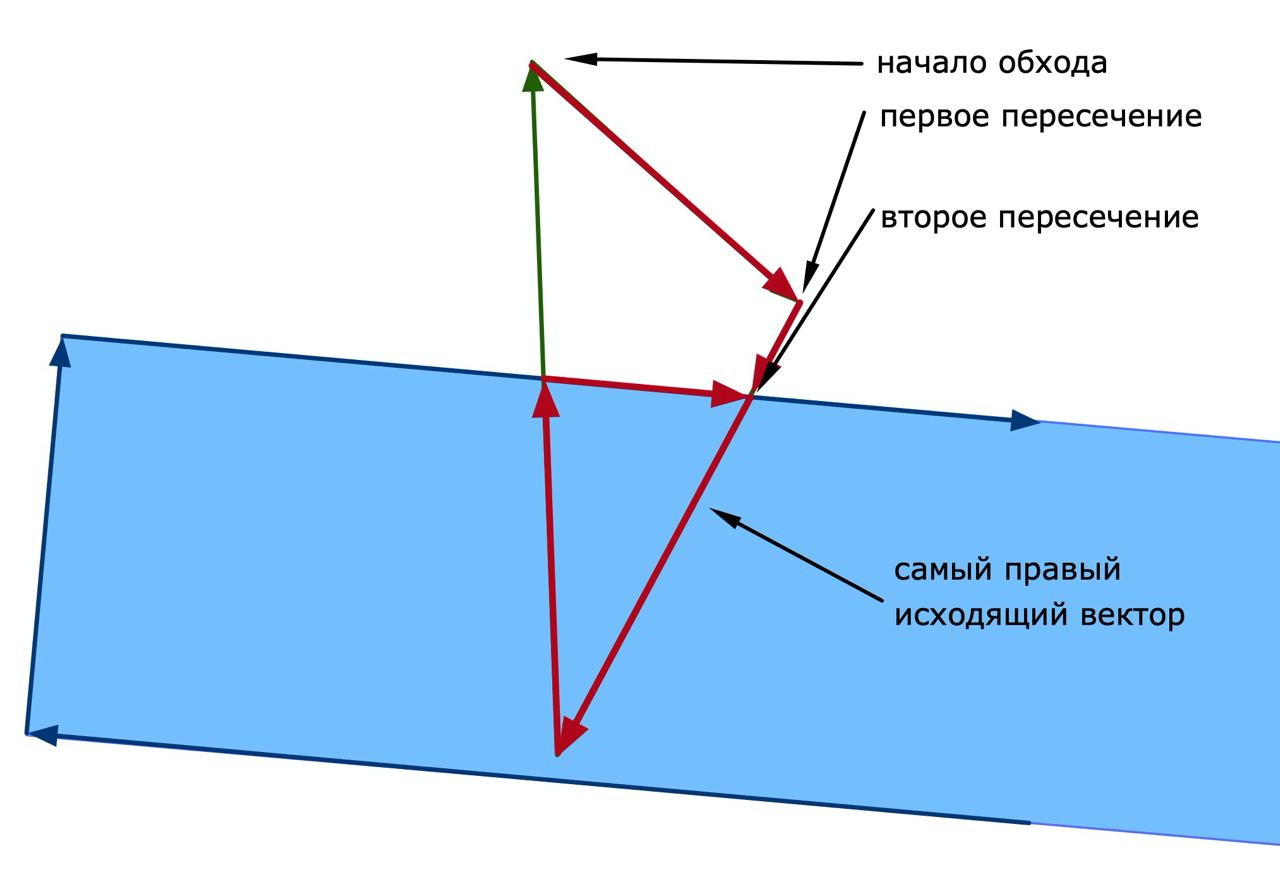 начало обхода
первое пересечение
второе пересечение
самый правый
исходящий вектор